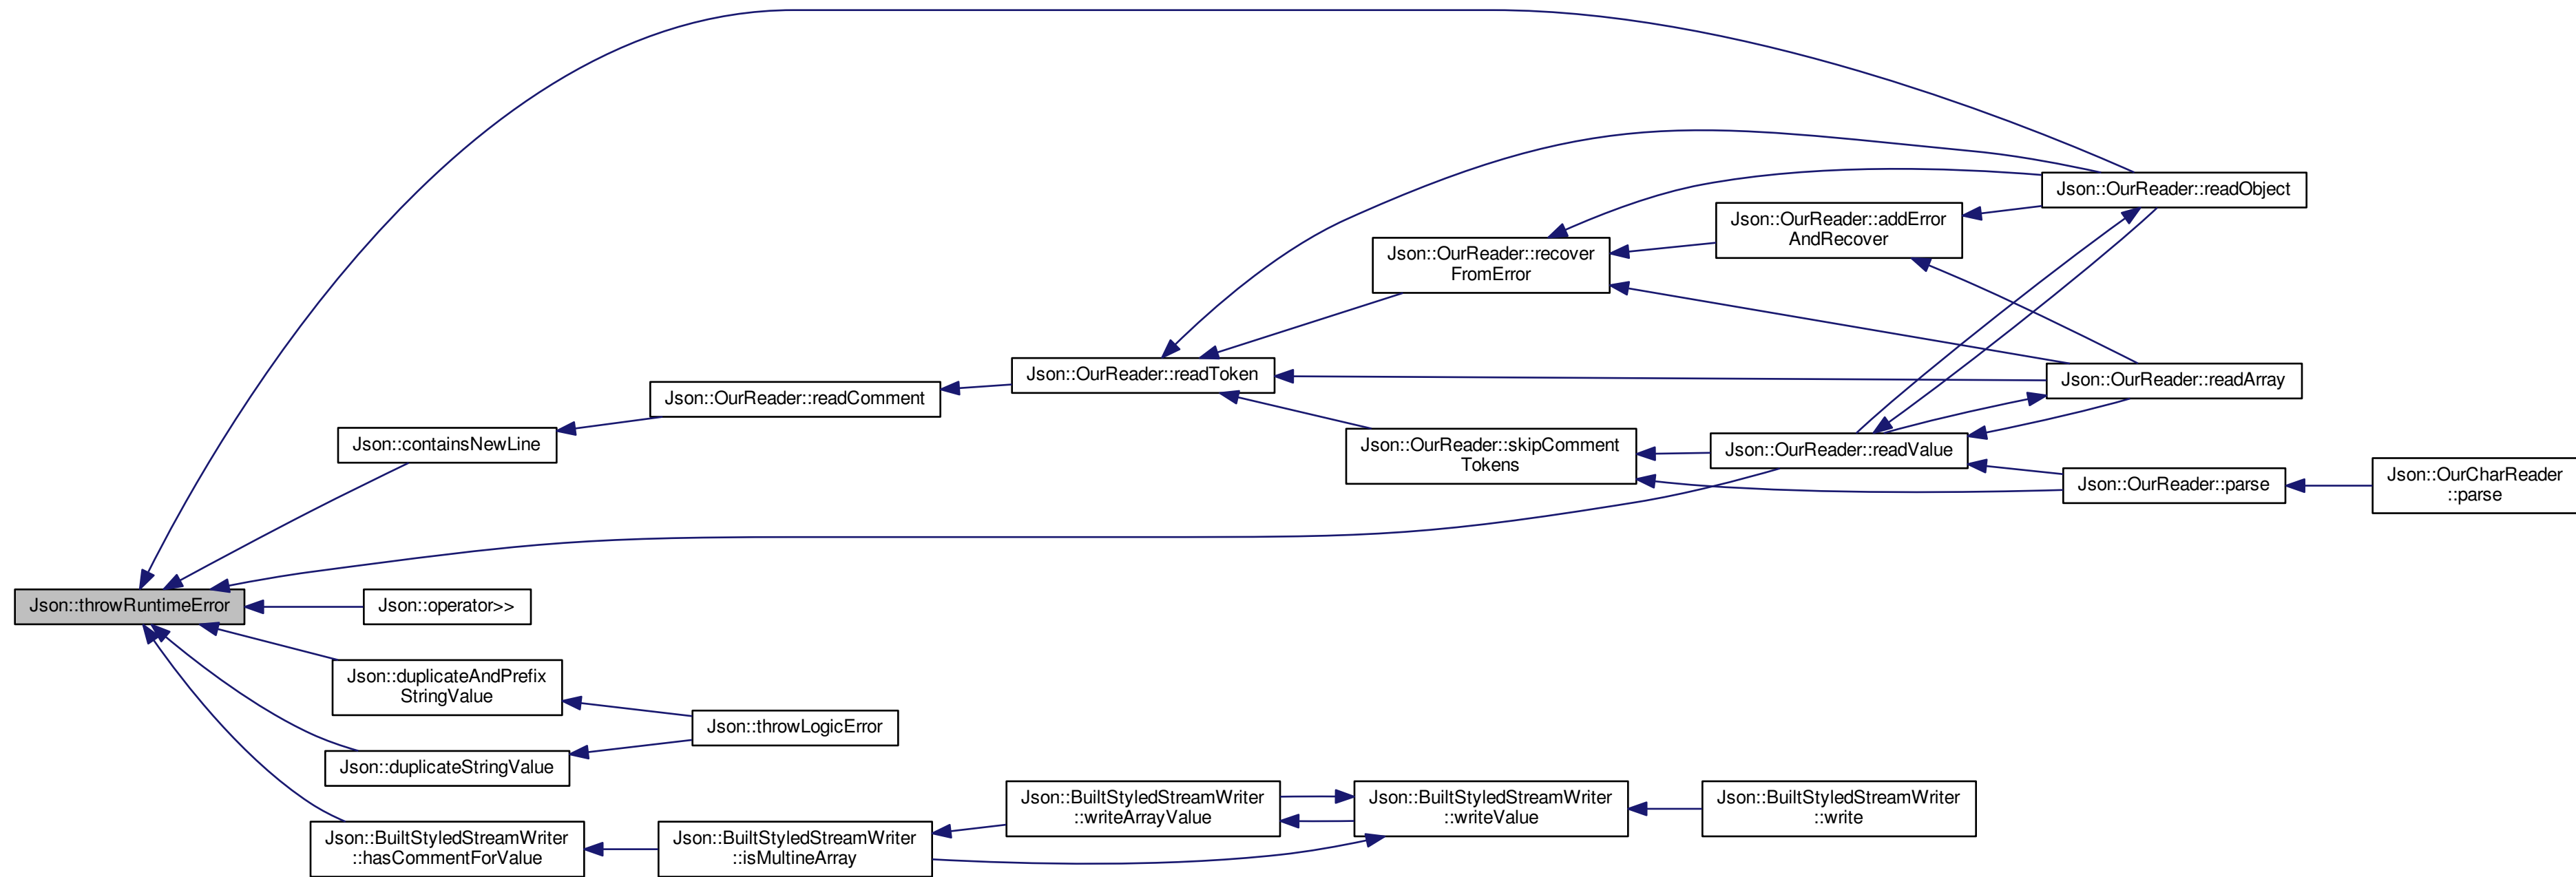 Json::OurReader::readObject
Json::OurReader::addError
AndRecover
Json::OurReader::recover
FromError
Json::OurReader::readToken
Json::OurReader::readArray
Json::OurReader::readComment
Json::containsNewLine
Json::OurReader::skipComment
Tokens
Json::OurReader::readValue
Json::OurReader::parse
Json::OurCharReader
::parse
Json::throwRuntimeError
Json::operator>>
Json::duplicateAndPrefix
StringValue
Json::throwLogicError
Json::duplicateStringValue
Json::BuiltStyledStreamWriter
::hasCommentForValue
Json::BuiltStyledStreamWriter
::isMultineArray
Json::BuiltStyledStreamWriter
::writeArrayValue
Json::BuiltStyledStreamWriter
::writeValue
Json::BuiltStyledStreamWriter
::write